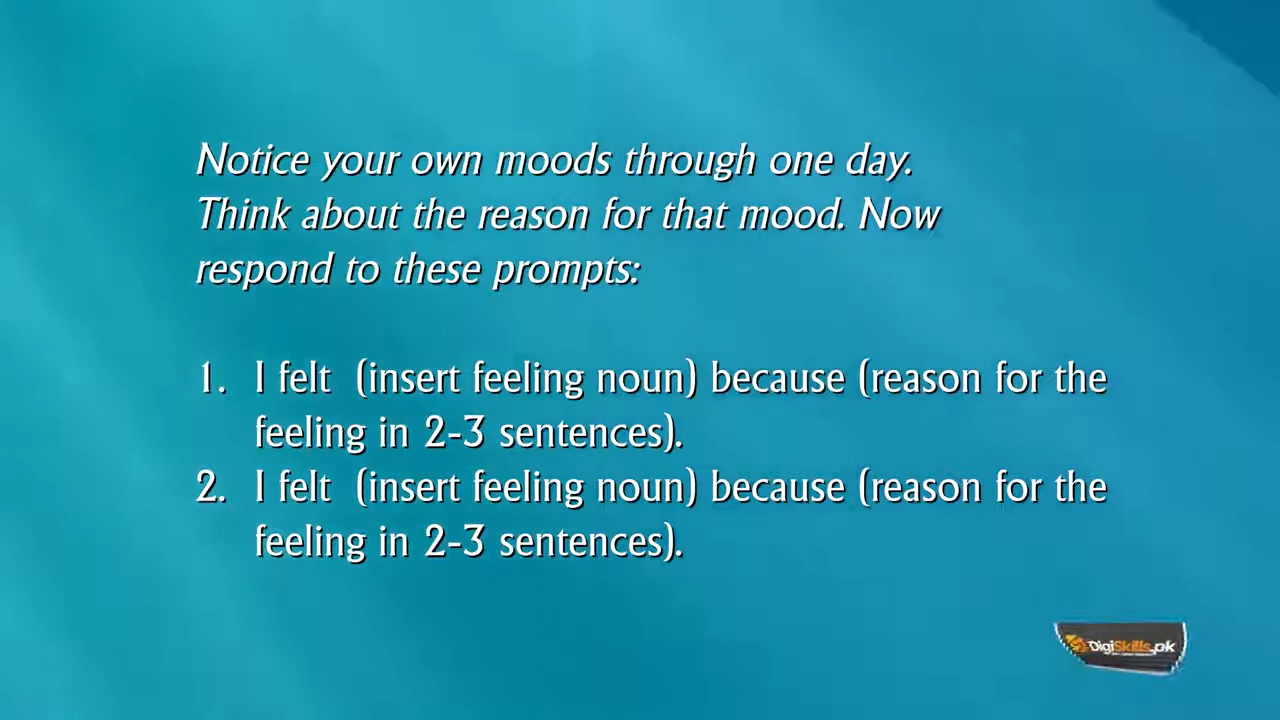 Notice your own moods through one day.
Think about the reason for that mood. Now
respond to these prompts:
1. I felt (insert feeling noun) because (reason for the
feeling in 2-3 sentences).
2. I felt (insert feeling noun) because (reason for the
feeling in 2-3 sentences).
DigiSkills.pk